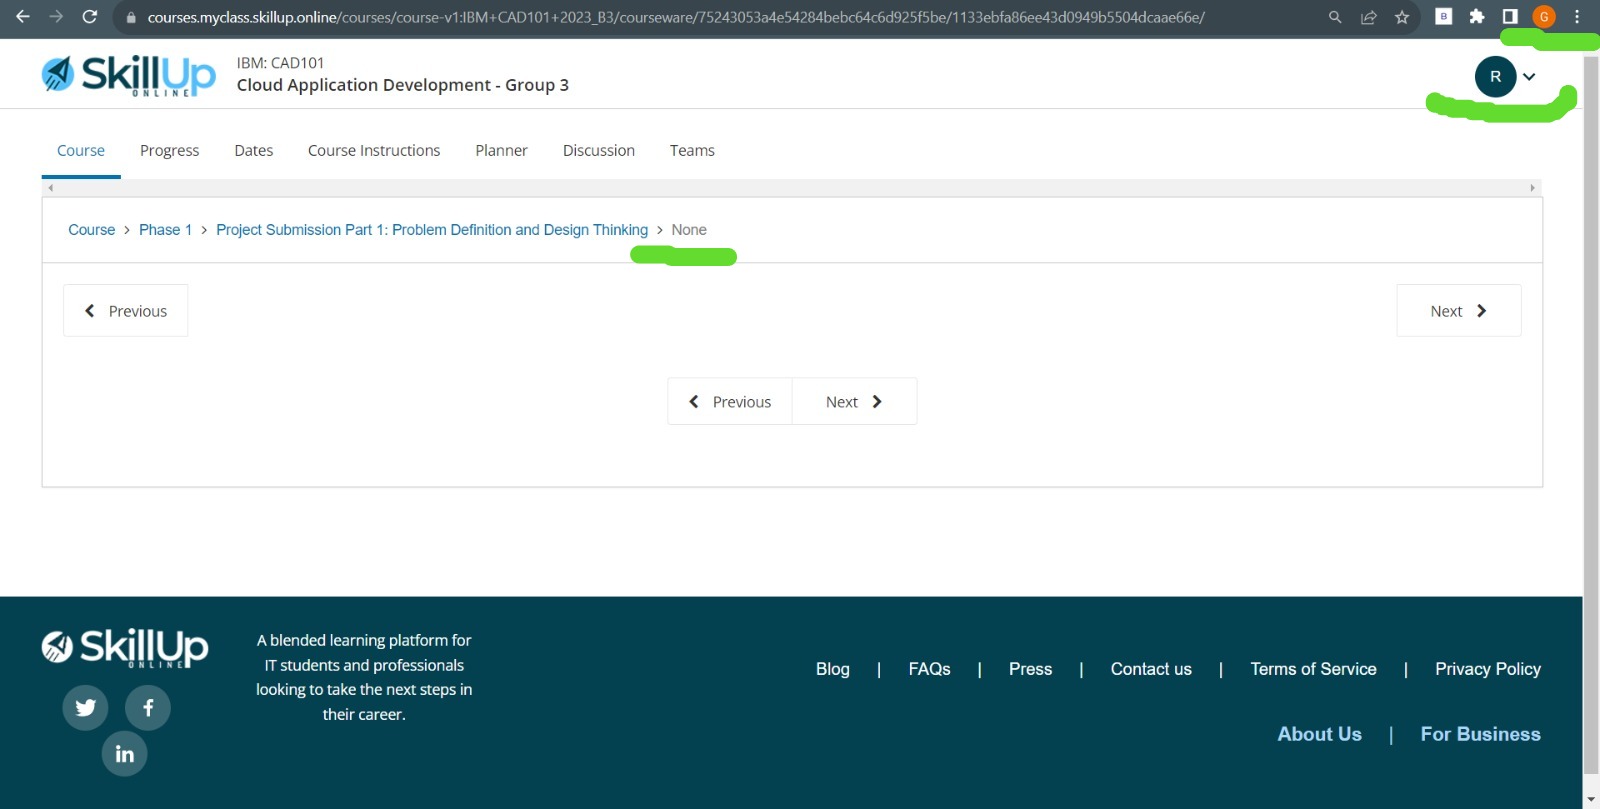 courses.myclass.skillup.online/courses/course-v1:IBM+CAD101+2023_B3/courseware/75243053a4e54284bebc64c6d925f5be/1133ebfa86ee43d0949b5504dcaae66e/
B
G
SkillUp
ONLINE
IBM: CAD101
Cloud Application Development - Group 3
R
Course Progress Dates Course Instructions Planner Discussion Teams
Course > Phase 1 > Project Submission Part 1: Problem Definition and Design Thinking > None
Previous
Next
Previous Next
SkillUp
ONLINE
A blended learning platform for
IT students and professionals
looking to take the next steps in
their career.
Blog | FAQs | Press | Contact us | Terms of Service | Privacy Policy
About Us | For Business